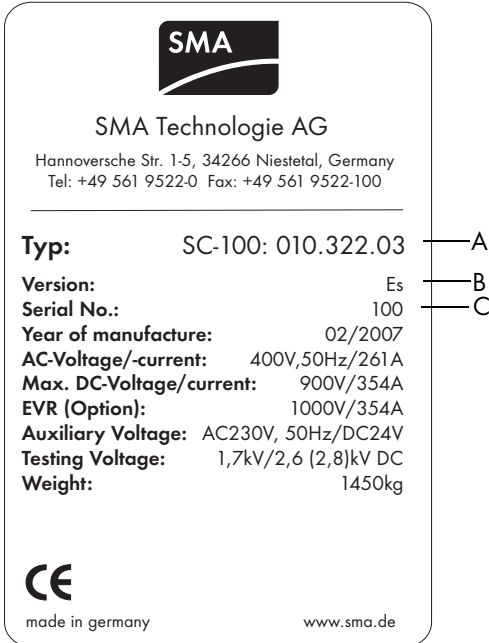 SMA
SMA Technologie AG
Hannoversche Str. 1-5, 34266 Niestetal, Germany
Tel: +49 561 9522-0 Fax: +49 561 9522-100
Typ: SC-100: 010.322.03 A
Version: Es B
Serial No.: 100 C
Year of manufacture: 02/2007
AC-Voltage/-current: 400V,50Hz/261A
Max. DC-Voltage/current: 900V/354A
EVR (Option): 1000V/354A
Auxiliary Voltage: AC230V, 50Hz/DC24V
Testing Voltage: 1,7kV/2,6 (2,8)kV DC
Weight: 1450kg
CE
made in germany www.sma.de